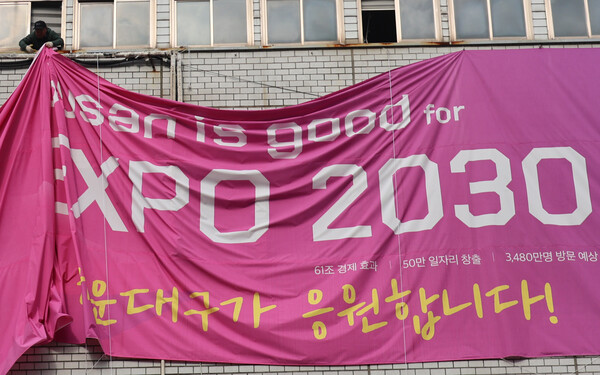 Busan is good for
EXPO 2030
61조 경제 효과 | 50만 일자리 창출 | 3,480만명 방문 예상
운대구가 응원합니다!